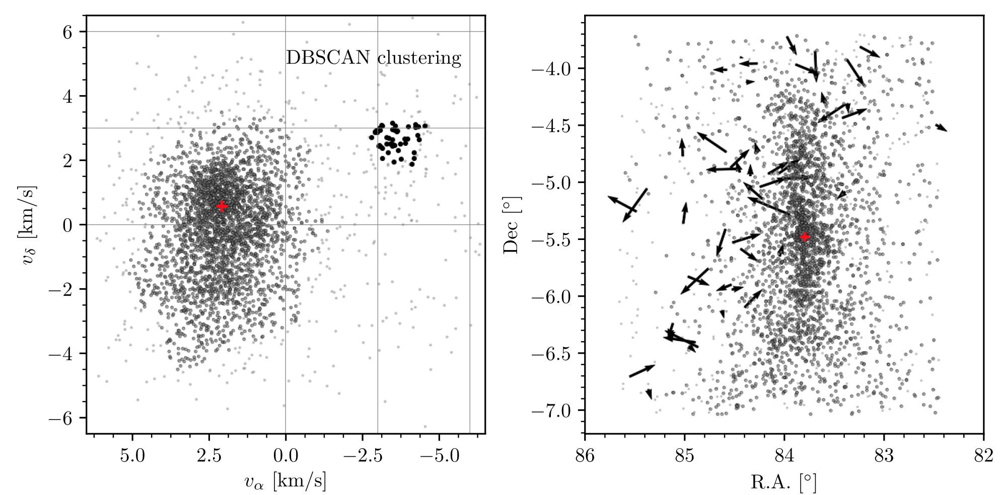 DBSCAN clustering
6
4
2
0
−2
−4
−6
v_δ [km/s]
5.0 2.5 0.0 −2.5 −5.0
v_α [km/s]
−4.0
−4.5
−5.0
−5.5
−6.0
−6.5
−7.0
Dec [°]
86 85 84 83 82
R.A. [°]